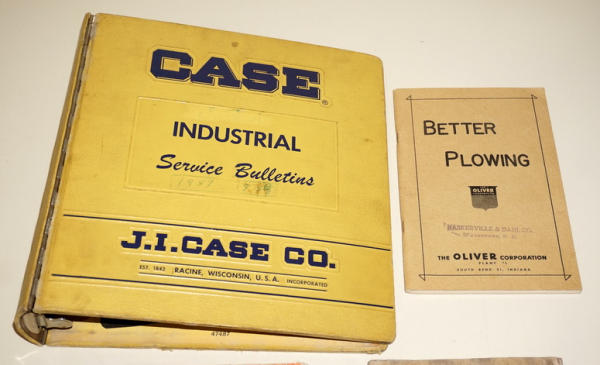 CASE
®
INDUSTRIAL
Service Bulletins
J.I. CASE CO.
EST. 1842 RACINE, WISCONSIN, U.S.A. INCORPORATED
47487
BETTER
PLOWING
OLIVER
THE OLIVER CORPORATION
PLANT
SOUTH BEND 21, INDIANA